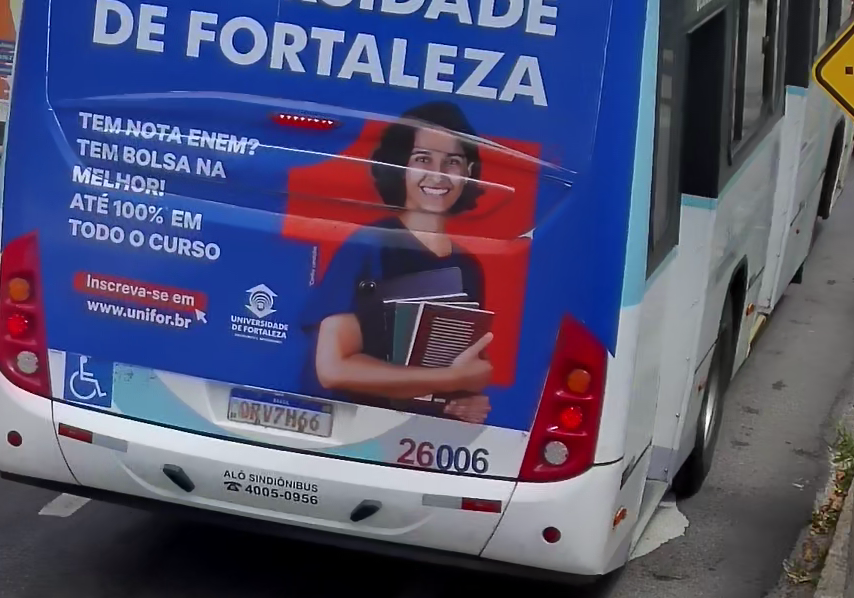 DE FORTALEZA
TEM NOTA ENEM?
TEM BOLSA NA
MELHOR!
ATÉ 100% EM
TODO O CURSO
Inscreva-se em
www.unifor.br
UNIVERSIDADE
DE FORTALEZA
26006
ALÔ SINDIÔNIBUS
☎ 4005-0956